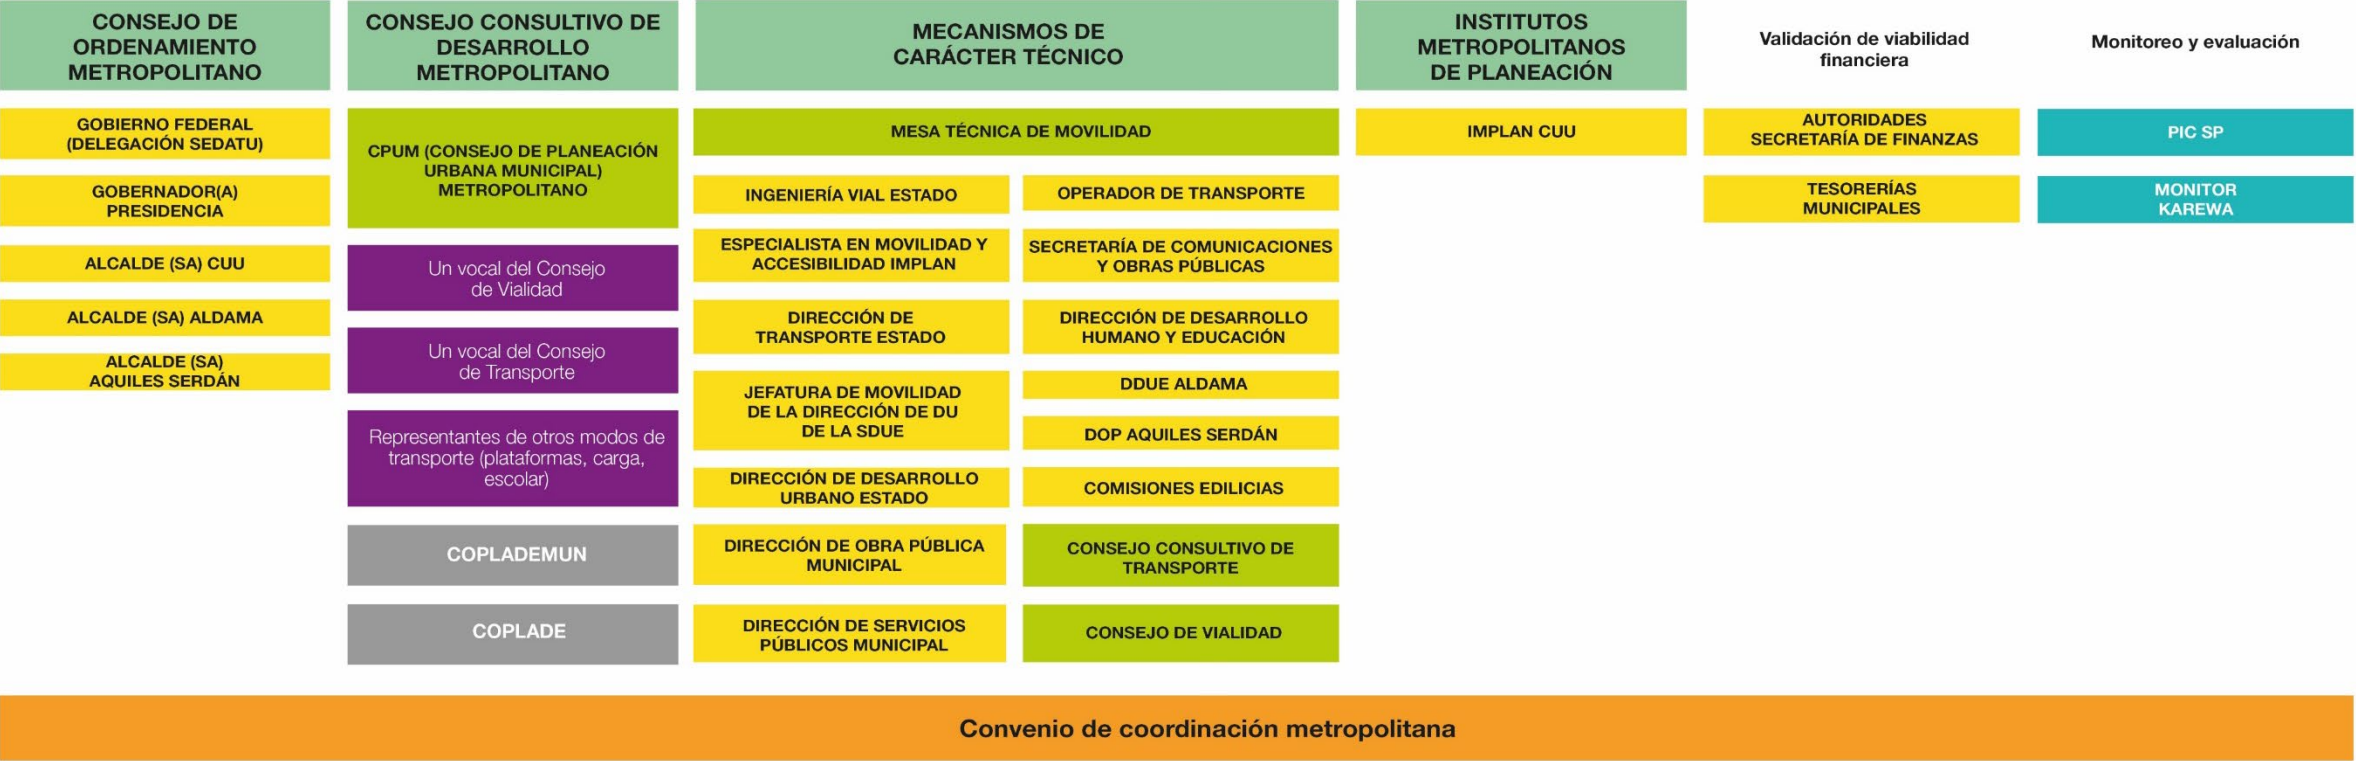 CONSEJO DE
ORDENAMIENTO
METROPOLITANO
GOBIERNO FEDERAL
(DELEGACIÓN SEDATU)
GOBERNADOR(A)
PRESIDENCIA
ALCALDE (SA) CUU
ALCALDE (SA) ALDAMA
ALCALDE (SA)
AQUILES SERDÁN
CONSEJO CONSULTIVO DE
DESARROLLO
METROPOLITANO
CPUM (CONSEJO DE PLANEACIÓN
URBANA MUNICIPAL)
METROPOLITANO
Un vocal del Consejo
de Vialidad
Un vocal del Consejo
de Transporte
Representantes de otros modos de
transporte (plataformas, carga,
escolar)
COPLADEMUN
COPLADE
MECANISMOS DE
CARÁCTER TÉCNICO
MESA TÉCNICA DE MOVILIDAD
INGENIERÍA VIAL ESTADO
ESPECIALISTA EN MOVILIDAD Y
ACCESIBILIDAD IMPLAN
DIRECCIÓN DE
TRANSPORTE ESTADO
JEFATURA DE MOVILIDAD
DE LA DIRECCIÓN DE DU
DE LA SDUE
DIRECCIÓN DE DESARROLLO
URBANO ESTADO
DIRECCIÓN DE OBRA PÚBLICA
MUNICIPAL
DIRECCIÓN DE SERVICIOS
PÚBLICOS MUNICIPAL
OPERADOR DE TRANSPORTE
SECRETARÍA DE COMUNICACIONES
Y OBRAS PÚBLICAS
DIRECCIÓN DE DESARROLLO
HUMANO Y EDUCACIÓN
DDUE ALDAMA
DOP AQUILES SERDÁN
COMISIONES EDILICIAS
CONSEJO CONSULTIVO DE
TRANSPORTE
CONSEJO DE VIALIDAD
INSTITUTOS
METROPOLITANOS
DE PLANEACIÓN
IMPLAN CUU
Validación de viabilidad
financiera
AUTORIDADES
SECRETARÍA DE FINANZAS
TESORERÍAS
MUNICIPALES
Monitoreo y evaluación
PIC SP
MONITOR
KAREWA
Convenio de coordinación metropolitana